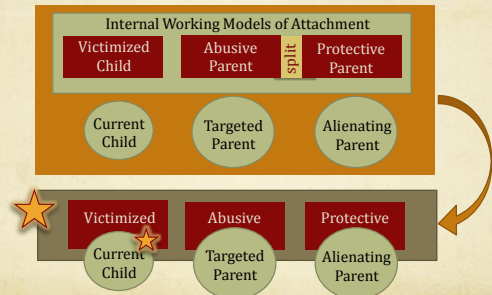 Internal Working Models of Attachment
Victimized
Child
Abusive
Parent
split
Protective
Parent
Current
Child
Targeted
Parent
Alienating
Parent
Victimized
Abusive
Protective
Current
Child
Targeted
Parent
Alienating
Parent